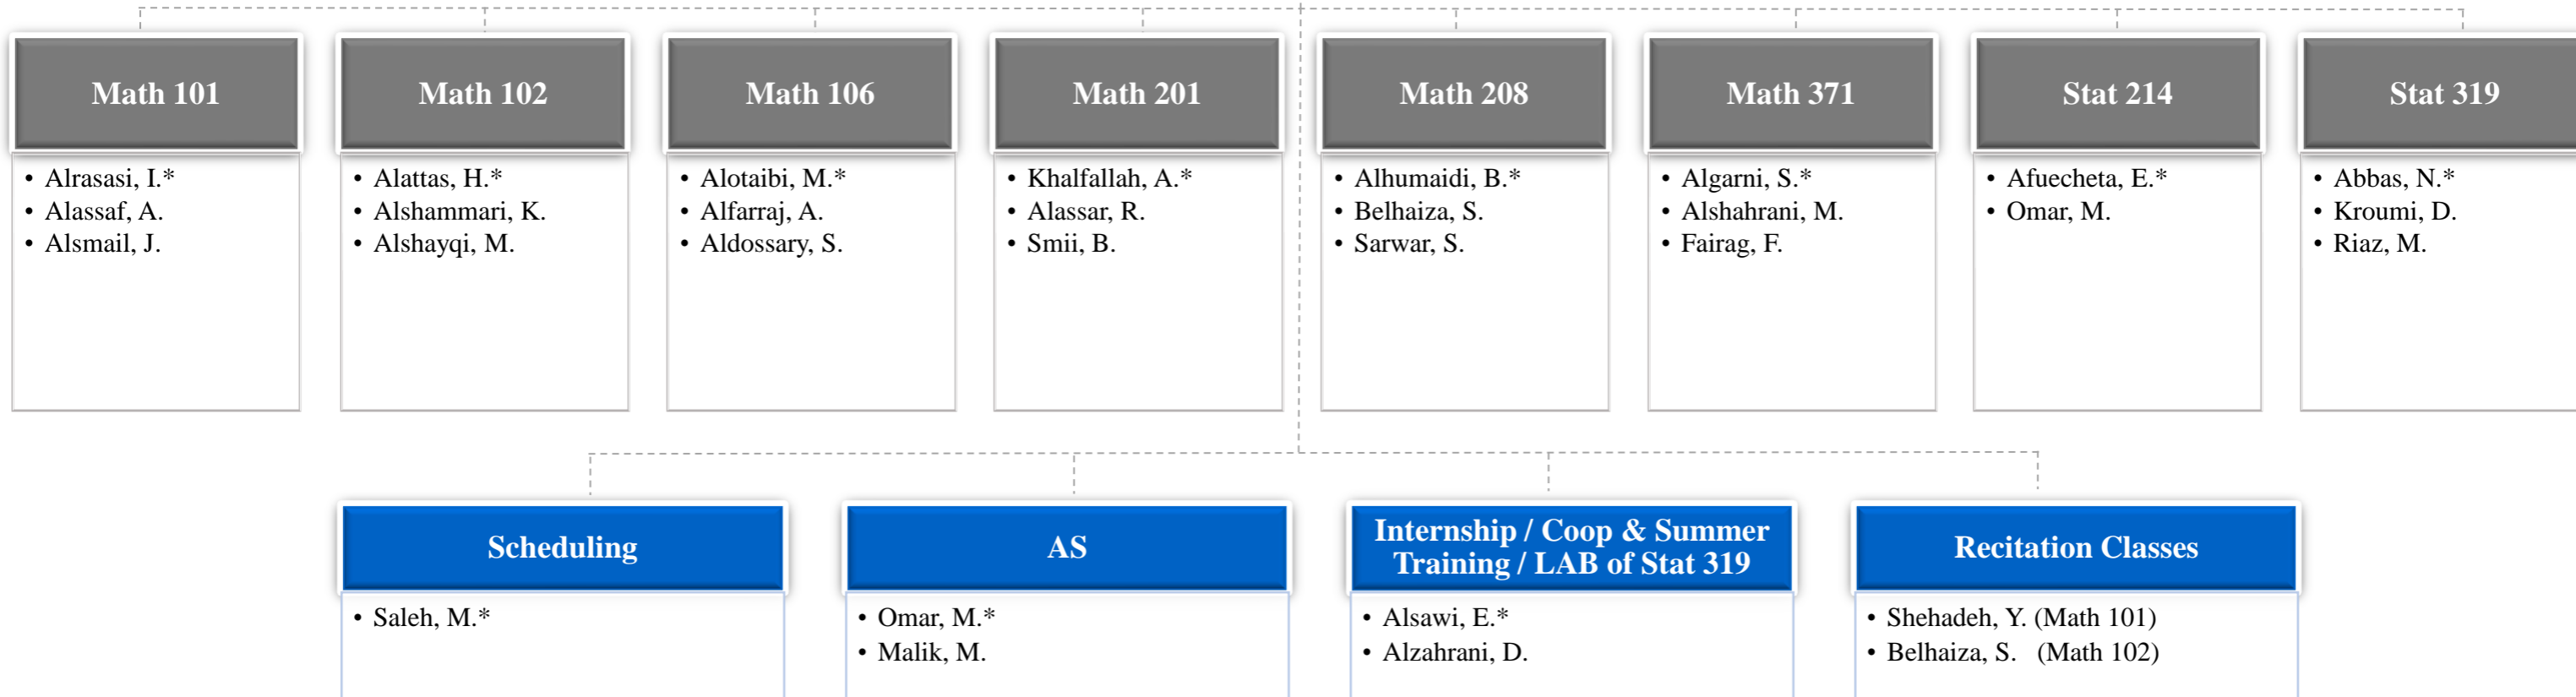 Math 101
• Alrasasi, I.*
• Alassaf, A.
• Alsmail, J.
Math 102
• Alattas, H.*
• Alshammari, K.
• Alshayqi, M.
Math 106
• Alotaibi, M.*
• Alfarraj, A.
• Aldossary, S.
Math 201
• Khalfallah, A.*
• Alassar, R.
• Smii, B.
Math 208
• Alhumaidi, B.*
• Belhaiza, S.
• Sarwar, S.
Math 371
• Algarni, S.*
• Alshahrani, M.
• Fairag, F.
Stat 214
• Afuecheta, E.*
• Omar, M.
Stat 319
• Abbas, N.*
• Kroumi, D.
• Riaz, M.
Scheduling
• Saleh, M.*
AS
• Omar, M.*
• Malik, M.
Internship / Coop & Summer
Training / LAB of Stat 319
• Alsawi, E.*
• Alzahrani, D.
Recitation Classes
• Shehadeh, Y. (Math 101)
• Belhaiza, S. (Math 102)